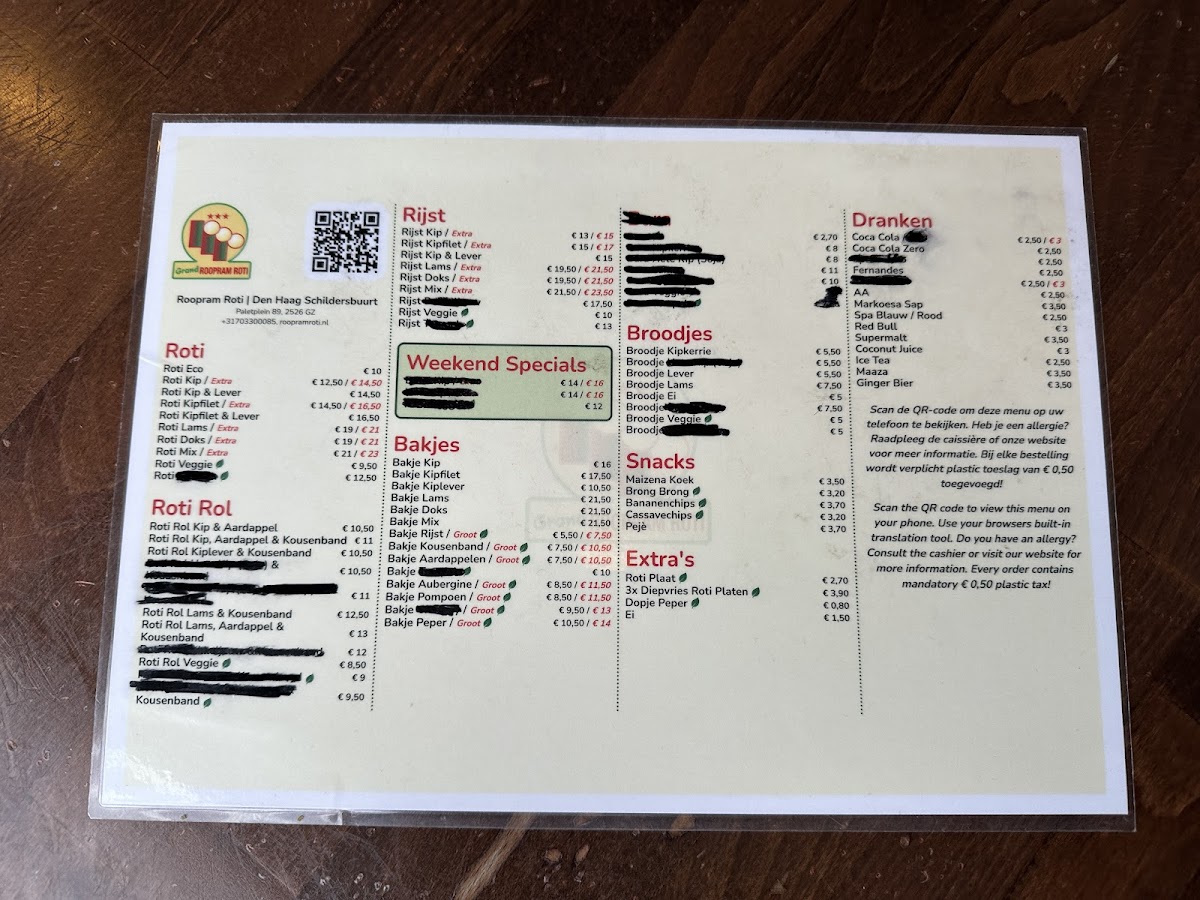 Grand ROOPRAM ROTI
Roopram Roti | Den Haag Schildersbuurt
Paletplein 89, 2526 GZ
+31703300085, roopramroti.nl
Roti
Roti Eco € 10
Roti Kip / Extra € 12,50 / € 14,50
Roti Kip & Lever € 14,50
Roti Kipfilet / Extra € 14,50 / € 16,50
Roti Kipfilet & Lever € 16,50
Roti Lams / Extra € 19 / € 21
Roti Doks / Extra € 19 / € 21
Roti Mix / Extra € 21 / € 23
Roti Veggie € 9,50
Roti € 12,50
Roti Rol
Roti Rol Kip & Aardappel € 10,50
Roti Rol Kip, Aardappel & Kousenband € 11
Roti Rol Kiplever & Kousenband € 10,50
&
€ 10,50
€ 11
Roti Rol Lams & Kousenband € 12,50
Roti Rol Lams, Aardappel &
Kousenband € 13
€ 12
Roti Rol Veggie € 8,50
€ 9
Kousenband € 9,50
Rijst
Rijst Kip / Extra € 13 / € 15
Rijst Kipfilet / Extra € 15 / € 17
Rijst Kip & Lever € 15
Rijst Lams / Extra € 19,50 / € 21,50
Rijst Doks / Extra € 19,50 / € 21,50
Rijst Mix / Extra € 21,50 / € 23,50
Rijst € 17,50
Rijst Veggie € 10
Rijst € 13
Weekend Specials
€ 14 / € 16
€ 14 / € 16
€ 12
Bakjes
Bakje Kip € 16
Bakje Kipfilet € 17,50
Bakje Kiplever € 10,50
Bakje Lams € 21,50
Bakje Doks € 21,50
Bakje Mix € 21,50
Bakje Rijst / Groot € 5,50 / € 7,50
Bakje Kousenband / Groot € 7,50 / € 10,50
Bakje Aardappelen / Groot € 7,50 / € 10,50
Bakje € 10
Bakje Aubergine / Groot € 8,50 / € 11,50
Bakje Pompoen / Groot € 8,50 / € 11,50
Bakje / Groot € 9,50 / € 13
Bakje Peper / Groot € 10,50 / € 14
€ 2,70
€ 8
€ 8
€ 11
€ 10
Broodjes
Broodje Kipkerrie € 5,50
Broodje € 5,50
Broodje Lever € 5,50
Broodje Lams € 7,50
Broodje Ei € 5
Broodje € 7,50
Broodje Veggie € 5
Broodje € 5
Snacks
Maizena Koek € 3,50
Brong Brong € 3,20
Bananenchips € 3,70
Cassavechips € 3,20
Pejè € 3,70
Extra's
Roti Plaat € 2,70
3x Diepvries Roti Platen € 3,90
Dopje Peper € 0,80
Ei € 1,50
Dranken
Coca Cola € 2,50 / € 3
Coca Cola Zero € 2,50
€ 2,50
Fernandes € 2,50
€ 2,50 / € 3
AA € 2,50
Markoesa Sap € 3,50
Spa Blauw / Rood € 2,50
Red Bull € 3
Supermalt € 3,50
Coconut Juice € 3
Ice Tea € 2,50
Maaza € 3,50
Ginger Bier € 3,50
Scan de QR-code om deze menu op uw
telefoon te bekijken. Heb je een allergie?
Raadpleeg de caissière of onze website
voor meer informatie. Bij elke bestelling
wordt verplicht plastic toeslag van € 0,50
toegevoegd!
Scan the QR code to view this menu on
your phone. Use your browsers built-in
translation tool. Do you have an allergy?
Consult the cashier or visit our website for
more information. Every order contains
mandatory € 0,50 plastic tax!